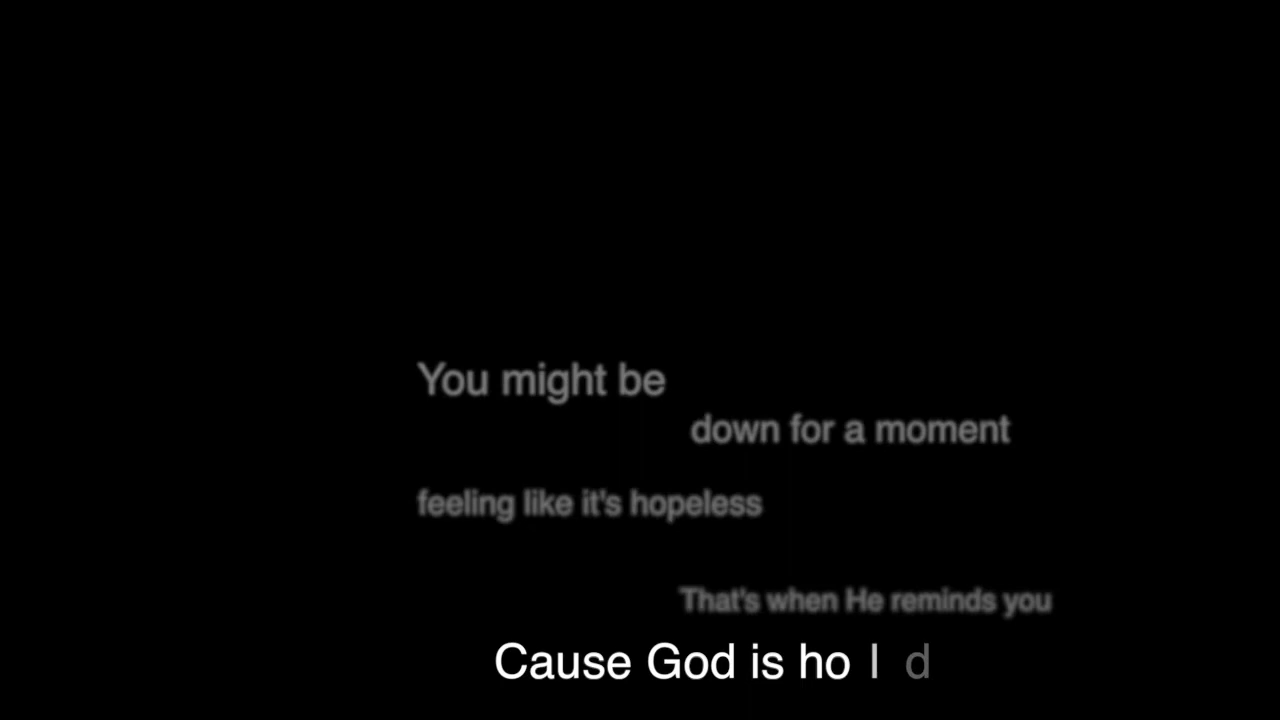 You might be
down for a moment
feeling like it's hopeless
That's when He reminds you
Cause God is ho l d